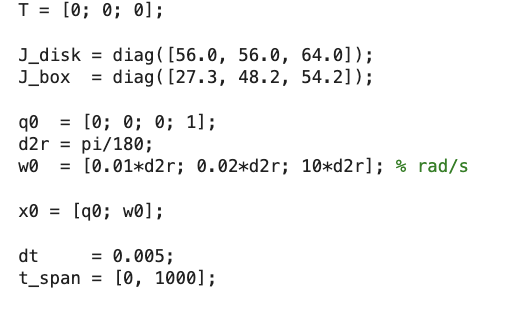 T = [0; 0; 0];
J_disk = diag([56.0, 56.0, 64.0]);
J_box  = diag([27.3, 48.2, 54.2]);
q0  = [0; 0; 0; 1];
d2r = pi/180;
w0  = [0.01*d2r; 0.02*d2r; 10*d2r]; % rad/s
x0 = [q0; w0];
dt     = 0.005;
t_span = [0, 1000];